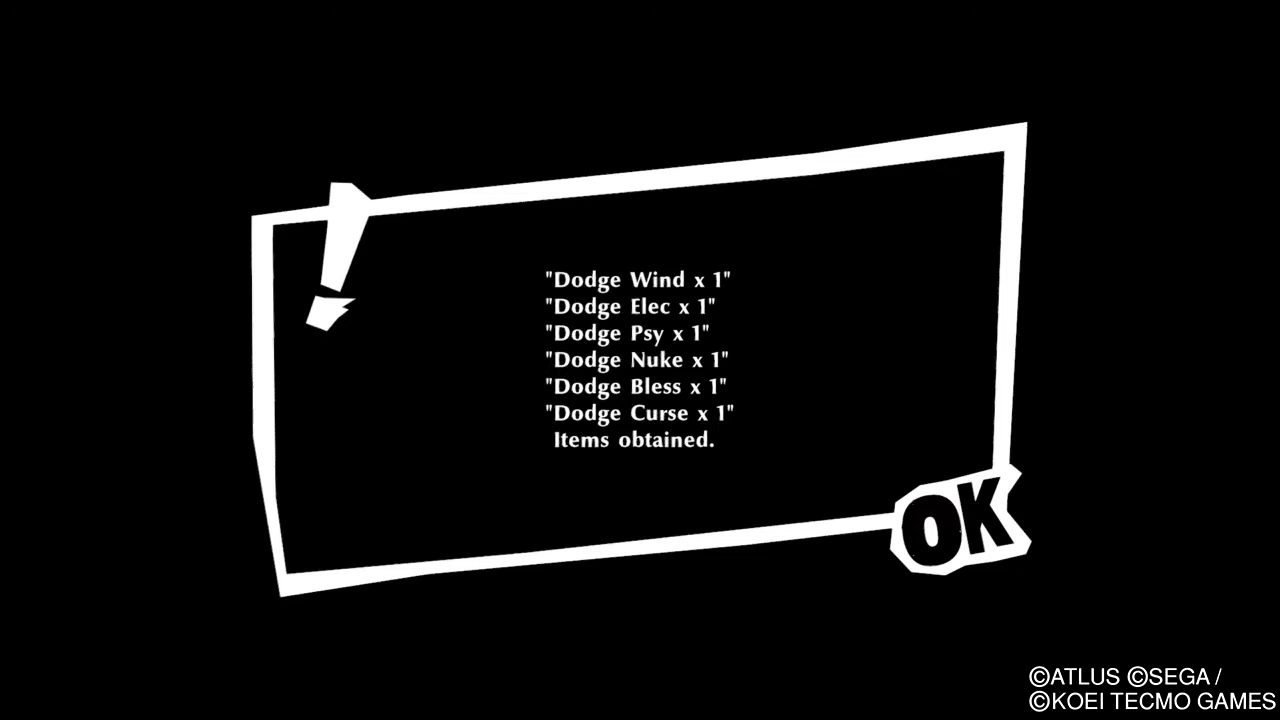 "Dodge Wind x 1"
"Dodge Elec x 1"
"Dodge Psy x 1"
"Dodge Nuke x 1"
"Dodge Bless x 1"
"Dodge Curse x 1"
Items obtained.
OK
©ATLUS ©SEGA /
©KOEI TECMO GAMES